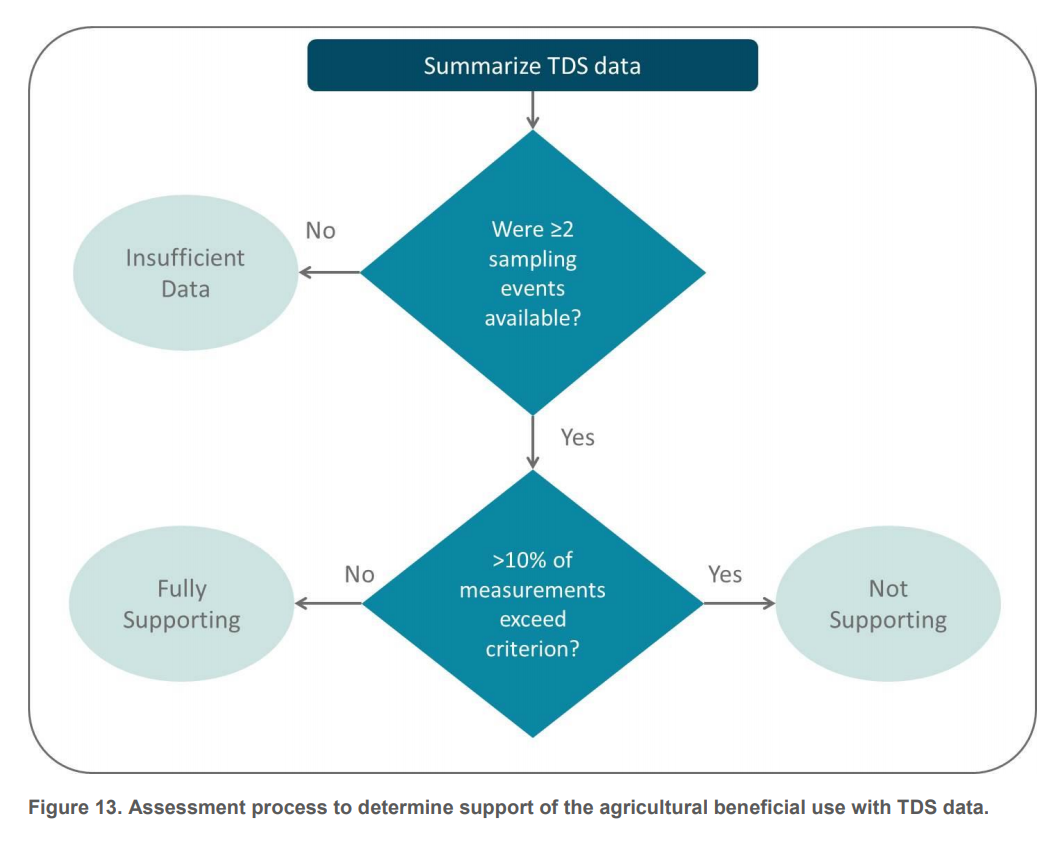 Summarize TDS data
Were ≥2
sampling
events
available?
No
Insufficient
Data
Yes
>10% of
measurements
exceed
criterion?
No
Fully
Supporting
Yes
Not
Supporting
Figure 13. Assessment process to determine support of the agricultural beneficial use with TDS data.